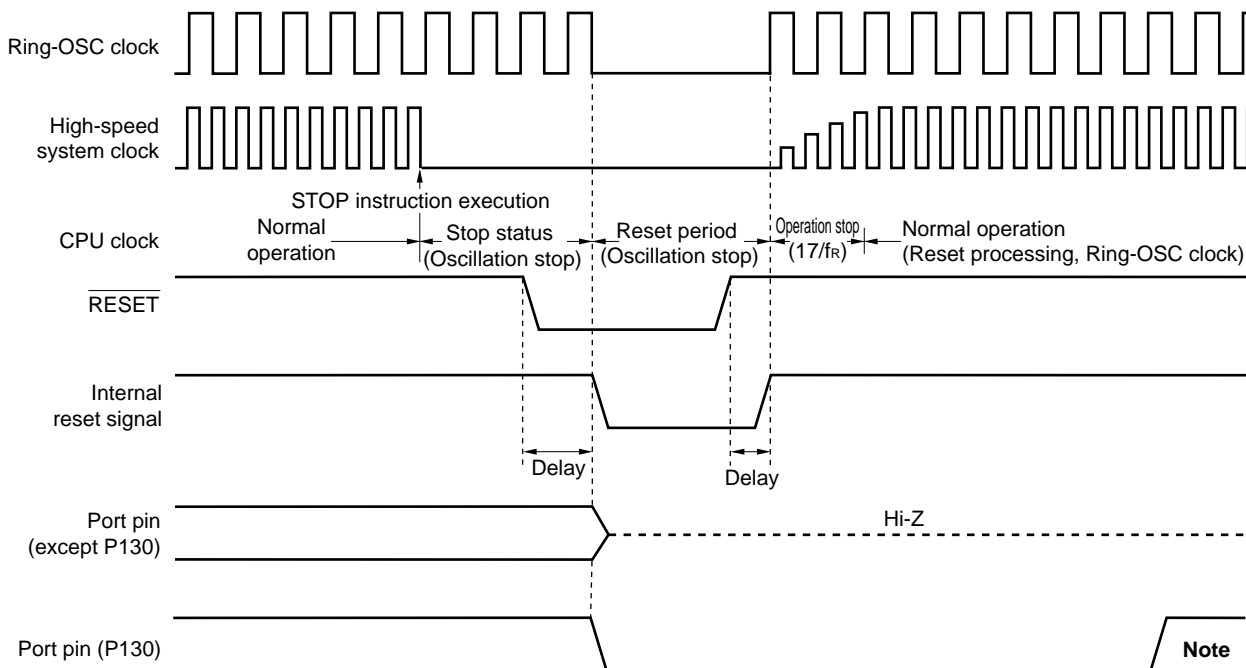 Ring-OSC clock
High-speed
system clock
STOP instruction execution
CPU clock
Normal
operation
Stop status
(Oscillation stop)
Reset period
(Oscillation stop)
Operation stop
(17/fR)
Normal operation
(Reset processing, Ring-OSC clock)
RESET
Internal
reset signal
Delay
Delay
Port pin
(except P130)
Hi-Z
Port pin (P130)
Note